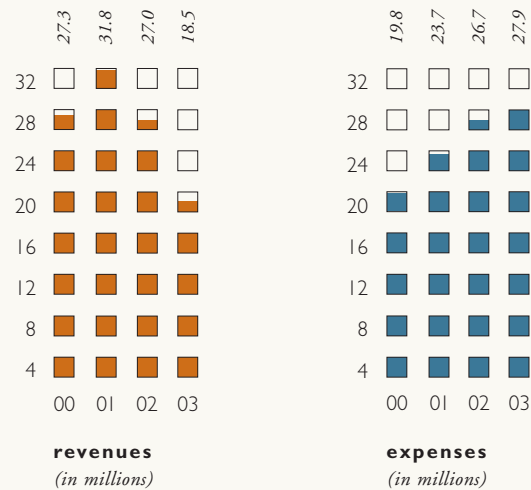 27.3 31.8 27.0 18.5
32
28
24
20
16
12
8
4
00 01 02 03
revenues
(in millions)
19.8 23.7 26.7 27.9
32
28
24
20
16
12
8
4
00 01 02 03
expenses
(in millions)